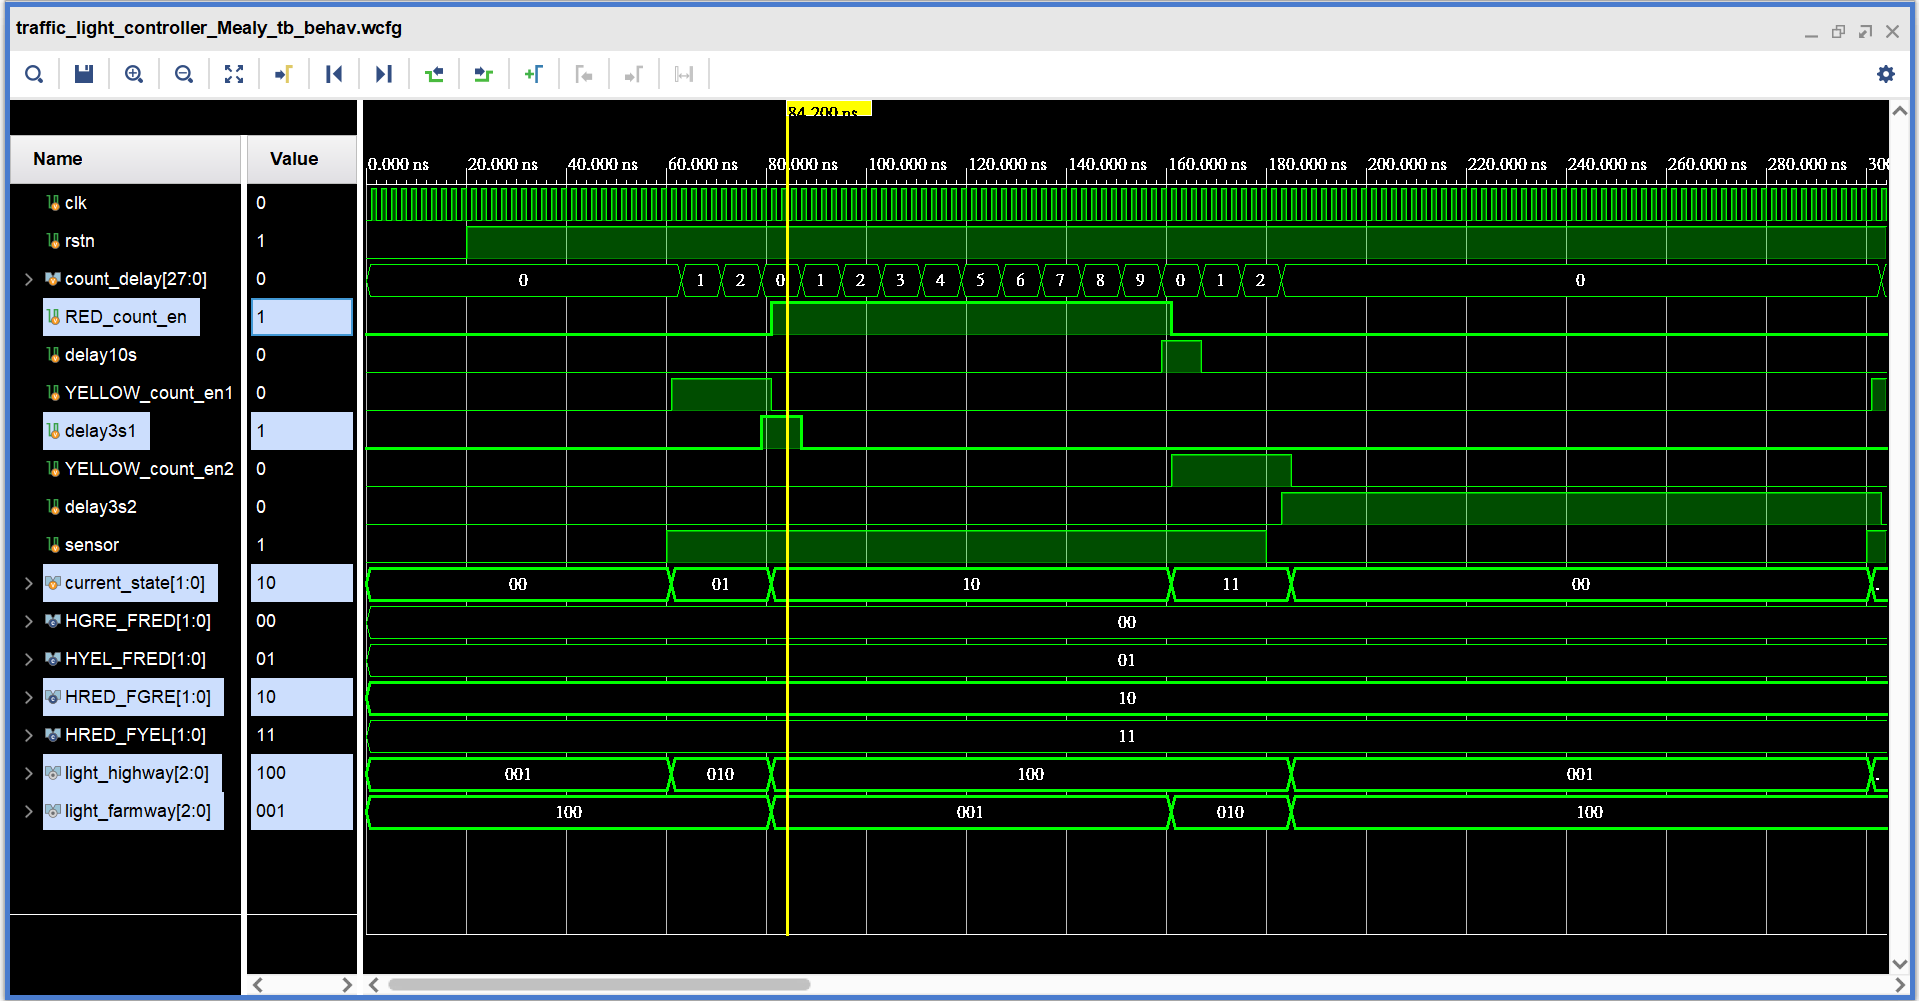 traffic_light_controller_Mealy_tb_behav.wcfg
84.200 ns
Name Value
0.000 ns 20.000 ns 40.000 ns 60.000 ns 80.000 ns 100.000 ns 120.000 ns 140.000 ns 160.000 ns 180.000 ns 200.000 ns 220.000 ns 240.000 ns 260.000 ns 280.000 ns 300
clk 0
rstn 1
count_delay[27:0] 0 0 1 2 0 1 2 3 4 5 6 7 8 9 0 1 2 0
RED_count_en 1
delay10s 0
YELLOW_count_en1 0
delay3s1 1
YELLOW_count_en2 0
delay3s2 0
sensor 1
current_state[1:0] 10 00 01 10 11 00 .
HGRE_FRED[1:0] 00 00
HYEL_FRED[1:0] 01 01
HRED_FGRE[1:0] 10 10
HRED_FYEL[1:0] 11 11
light_highway[2:0] 100 001 010 100 001 .
light_farmway[2:0] 001 100 001 010 100